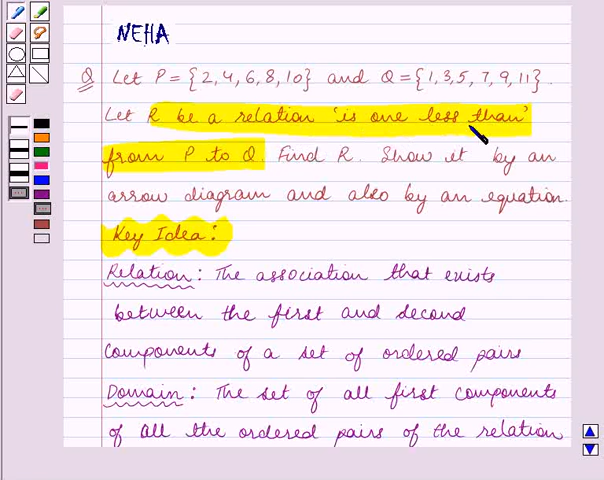 NEHA
Q Let P = {2,4,6,8,10} and Q = {1,3,5,7,9,11}.
Let R be a relation 'is one less than'
from P to Q. Find R. Show it by an
arrow diagram and also by an equation.
Key Idea:
Relation: The association that exists
between the first and second
components of a set of ordered pairs
Domain: The set of all first components
of all the ordered pairs of the relation